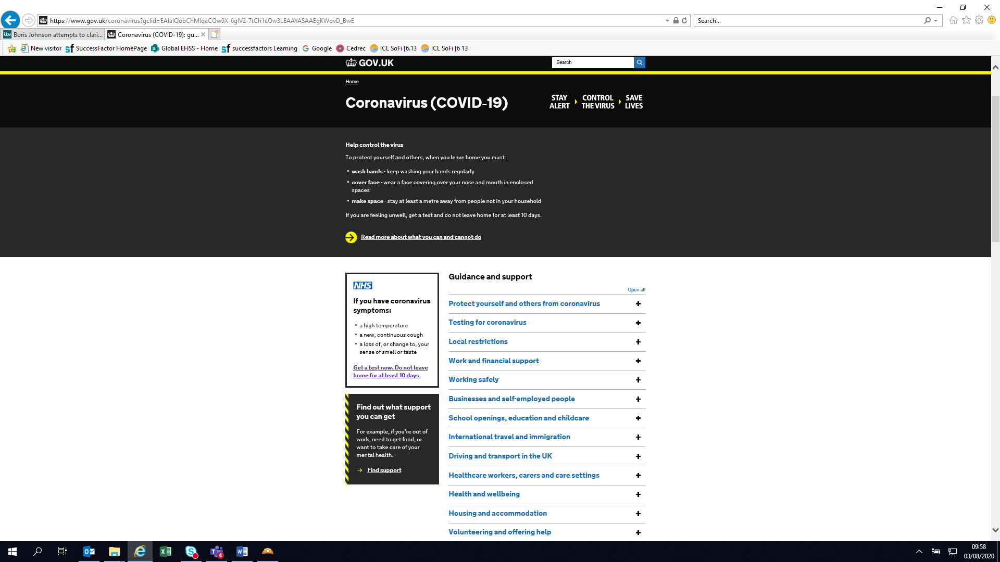 https://www.gov.uk/coronavirus?gclid=EAIaIQobChMIqeCOw9X-6gIV2-7tCh1eOw3LEAAYASAAEgKWovD_BwE
Search...
Boris Johnson attempts to clari...
Coronavirus (COVID-19): gu...
New visitor
SuccessFactor HomePage
Global EHSS - Home
successfactors Learning
Google
Cedrec
ICL SoFi [6.13
ICL SoFi [6 13
GOV.UK
Search
Home
Coronavirus (COVID-19)
STAY ALERT
CONTROL THE VIRUS
SAVE LIVES
Help control the virus
To protect yourself and others, when you leave home you must:
• wash hands - keep washing your hands regularly
• cover face - wear a face covering over your nose and mouth in enclosed
spaces
• make space - stay at least a metre away from people not in your household
If you are feeling unwell, get a test and do not leave home for at least 10 days.
Read more about what you can and cannot do
NHS
If you have coronavirus
symptoms:
• a high temperature
• a new, continuous cough
• a loss of, or change to, your
sense of smell or taste
Get a test now. Do not leave
home for at least 10 days
Find out what support
you can get
For example, if you're out of
work, need to get food, or
want to take care of your
mental health.
Find support
Guidance and support
Open all
Protect yourself and others from coronavirus
Testing for coronavirus
Local restrictions
Work and financial support
Working safely
Businesses and self-employed people
School openings, education and childcare
International travel and immigration
Driving and transport in the UK
Healthcare workers, carers and care settings
Health and wellbeing
Housing and accommodation
Volunteering and offering help
4
09:58
03/08/2020